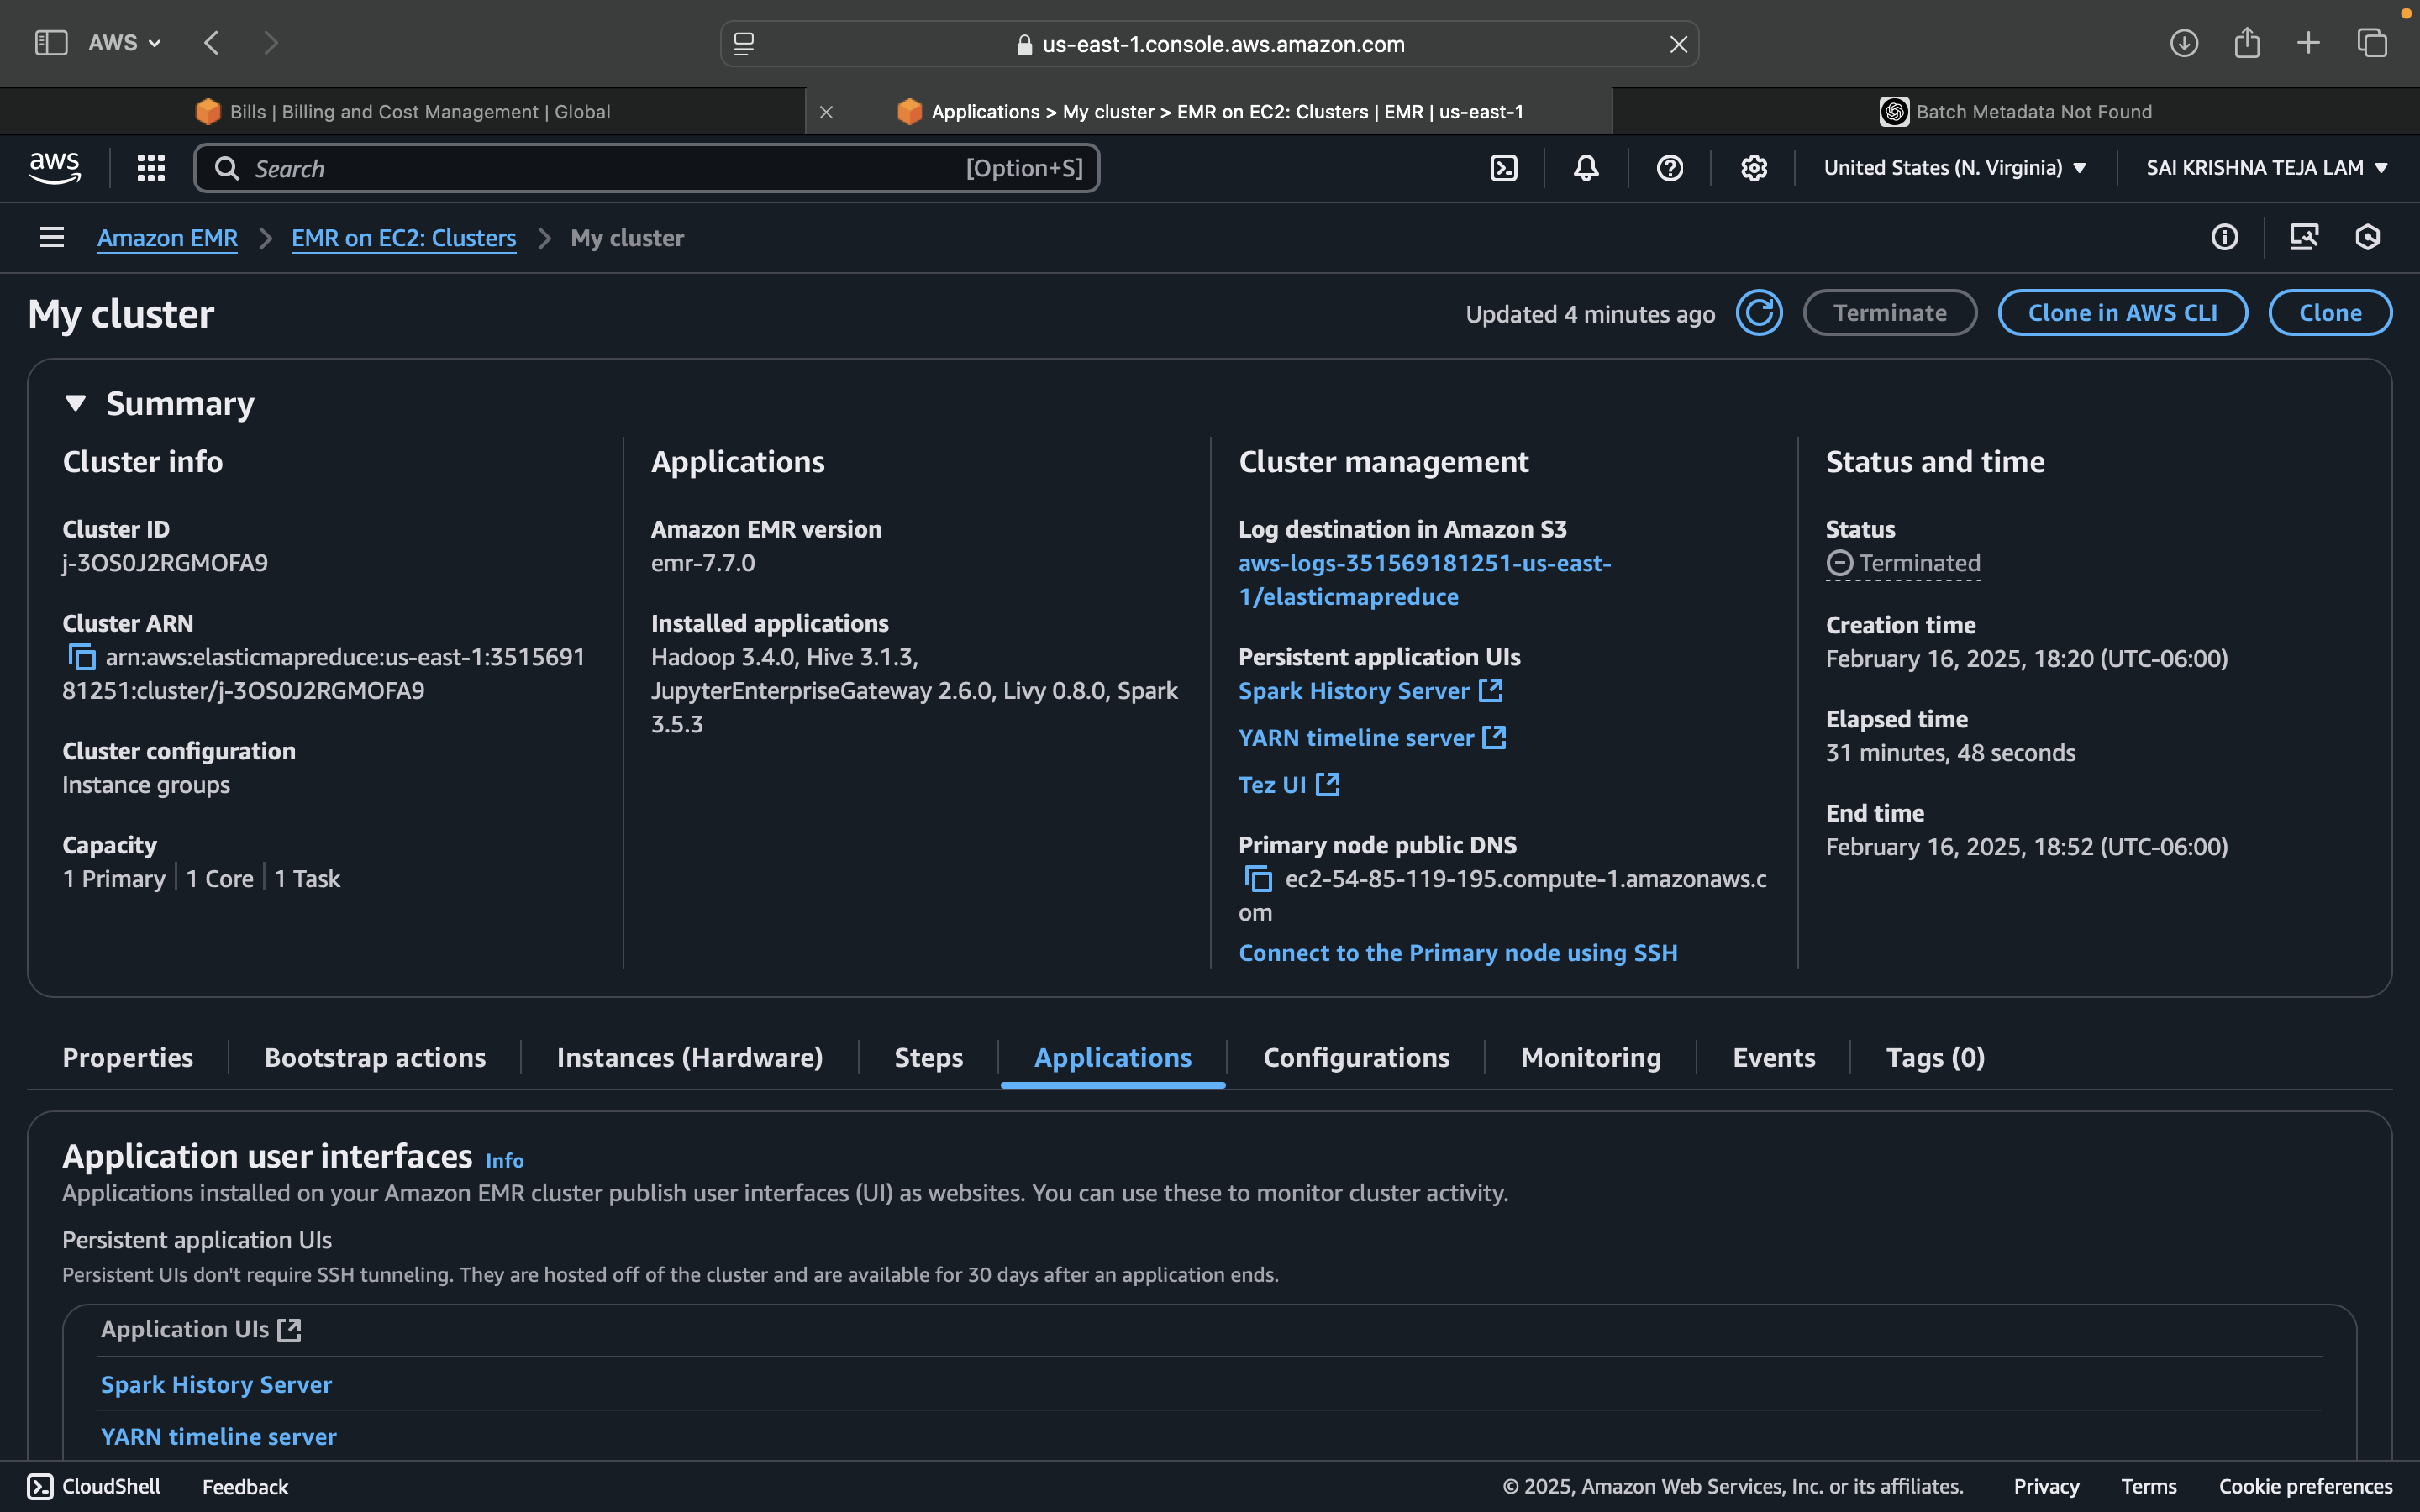 AWS
us-east-1.console.aws.amazon.com
Bills | Billing and Cost Management | Global
Applications > My cluster > EMR on EC2: Clusters | EMR | us-east-1
Batch Metadata Not Found
aws
Search
[Option+S]
United States (N. Virginia)
SAI KRISHNA TEJA LAM
Amazon EMR
EMR on EC2: Clusters
My cluster
My cluster
Updated 4 minutes ago
Terminate
Clone in AWS CLI
Clone
Summary
Cluster info
Cluster ID
j-3OS0J2RGMOFA9
Cluster ARN
arn:aws:elasticmapreduce:us-east-1:3515691
81251:cluster/j-3OS0J2RGMOFA9
Cluster configuration
Instance groups
Capacity
1 Primary | 1 Core | 1 Task
Applications
Amazon EMR version
emr-7.7.0
Installed applications
Hadoop 3.4.0, Hive 3.1.3,
JupyterEnterpriseGateway 2.6.0, Livy 0.8.0, Spark
3.5.3
Cluster management
Log destination in Amazon S3
aws-logs-351569181251-us-east-
1/elasticmapreduce
Persistent application UIs
Spark History Server
YARN timeline server
Tez UI
Primary node public DNS
ec2-54-85-119-195.compute-1.amazonaws.c
om
Connect to the Primary node using SSH
Status and time
Status
Terminated
Creation time
February 16, 2025, 18:20 (UTC-06:00)
Elapsed time
31 minutes, 48 seconds
End time
February 16, 2025, 18:52 (UTC-06:00)
Properties
Bootstrap actions
Instances (Hardware)
Steps
Applications
Configurations
Monitoring
Events
Tags (0)
Application user interfaces Info
Applications installed on your Amazon EMR cluster publish user interfaces (UI) as websites. You can use these to monitor cluster activity.
Persistent application UIs
Persistent UIs don't require SSH tunneling. They are hosted off of the cluster and are available for 30 days after an application ends.
Application UIs
Spark History Server
YARN timeline server
CloudShell
Feedback
© 2025, Amazon Web Services, Inc. or its affiliates.
Privacy
Terms
Cookie preferences